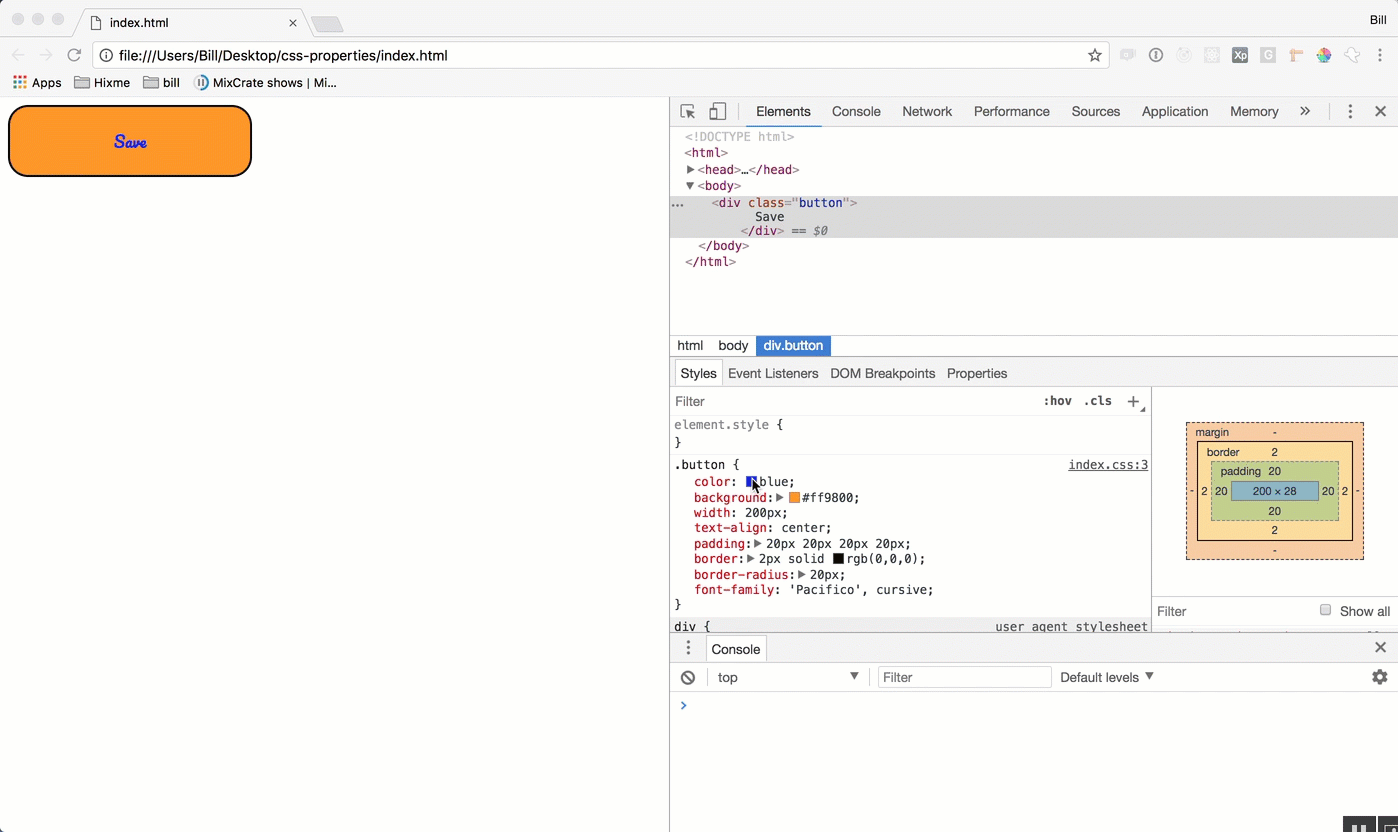 index.html
Bill
file:///Users/Bill/Desktop/css-properties/index.html
Xp
G
Apps Hixme bill MixCrate shows | Mi...
Save
Elements Console Network Performance Sources Application Memory
<!DOCTYPE html>
<html>
<head>…</head>
<body>
<div class="button">
Save
</div> == $0
</body>
</html>
html body div.button
Styles Event Listeners DOM Breakpoints Properties
Filter :hov .cls +
element.style {
}
.button { index.css:3
color: blue;
background: #ff9800;
width: 200px;
text-align: center;
padding: 20px 20px 20px 20px;
border: 2px solid rgb(0,0,0);
border-radius: 20px;
font-family: 'Pacifico', cursive;
}
div { user agent stylesheet
margin -
border 2
padding 20
- 2 20 200 × 28 20 2 -
20
2
-
Filter Show all
Console
top Filter Default levels
>